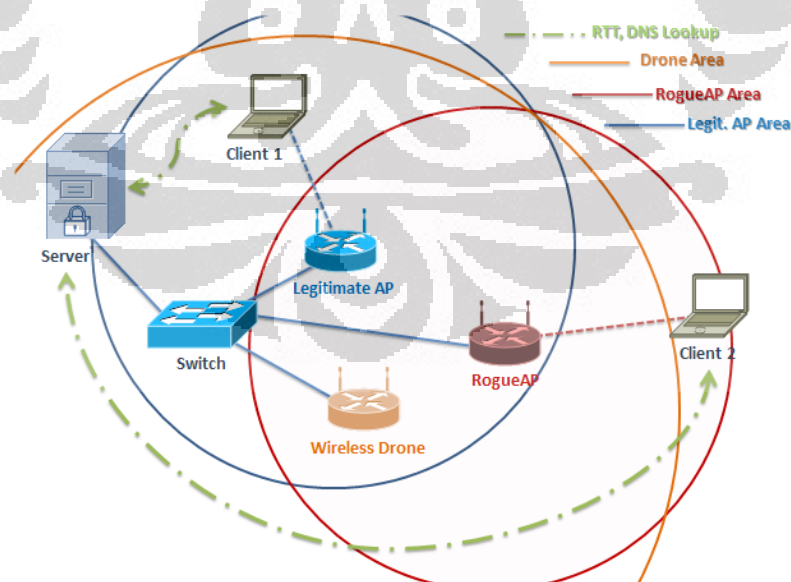 RTT, DNS Lookup
Drone Area
RogueAP Area
Legit. AP Area
Client 1
Server
Legitimate AP
Switch
Client 2
RogueAP
Wireless Drone